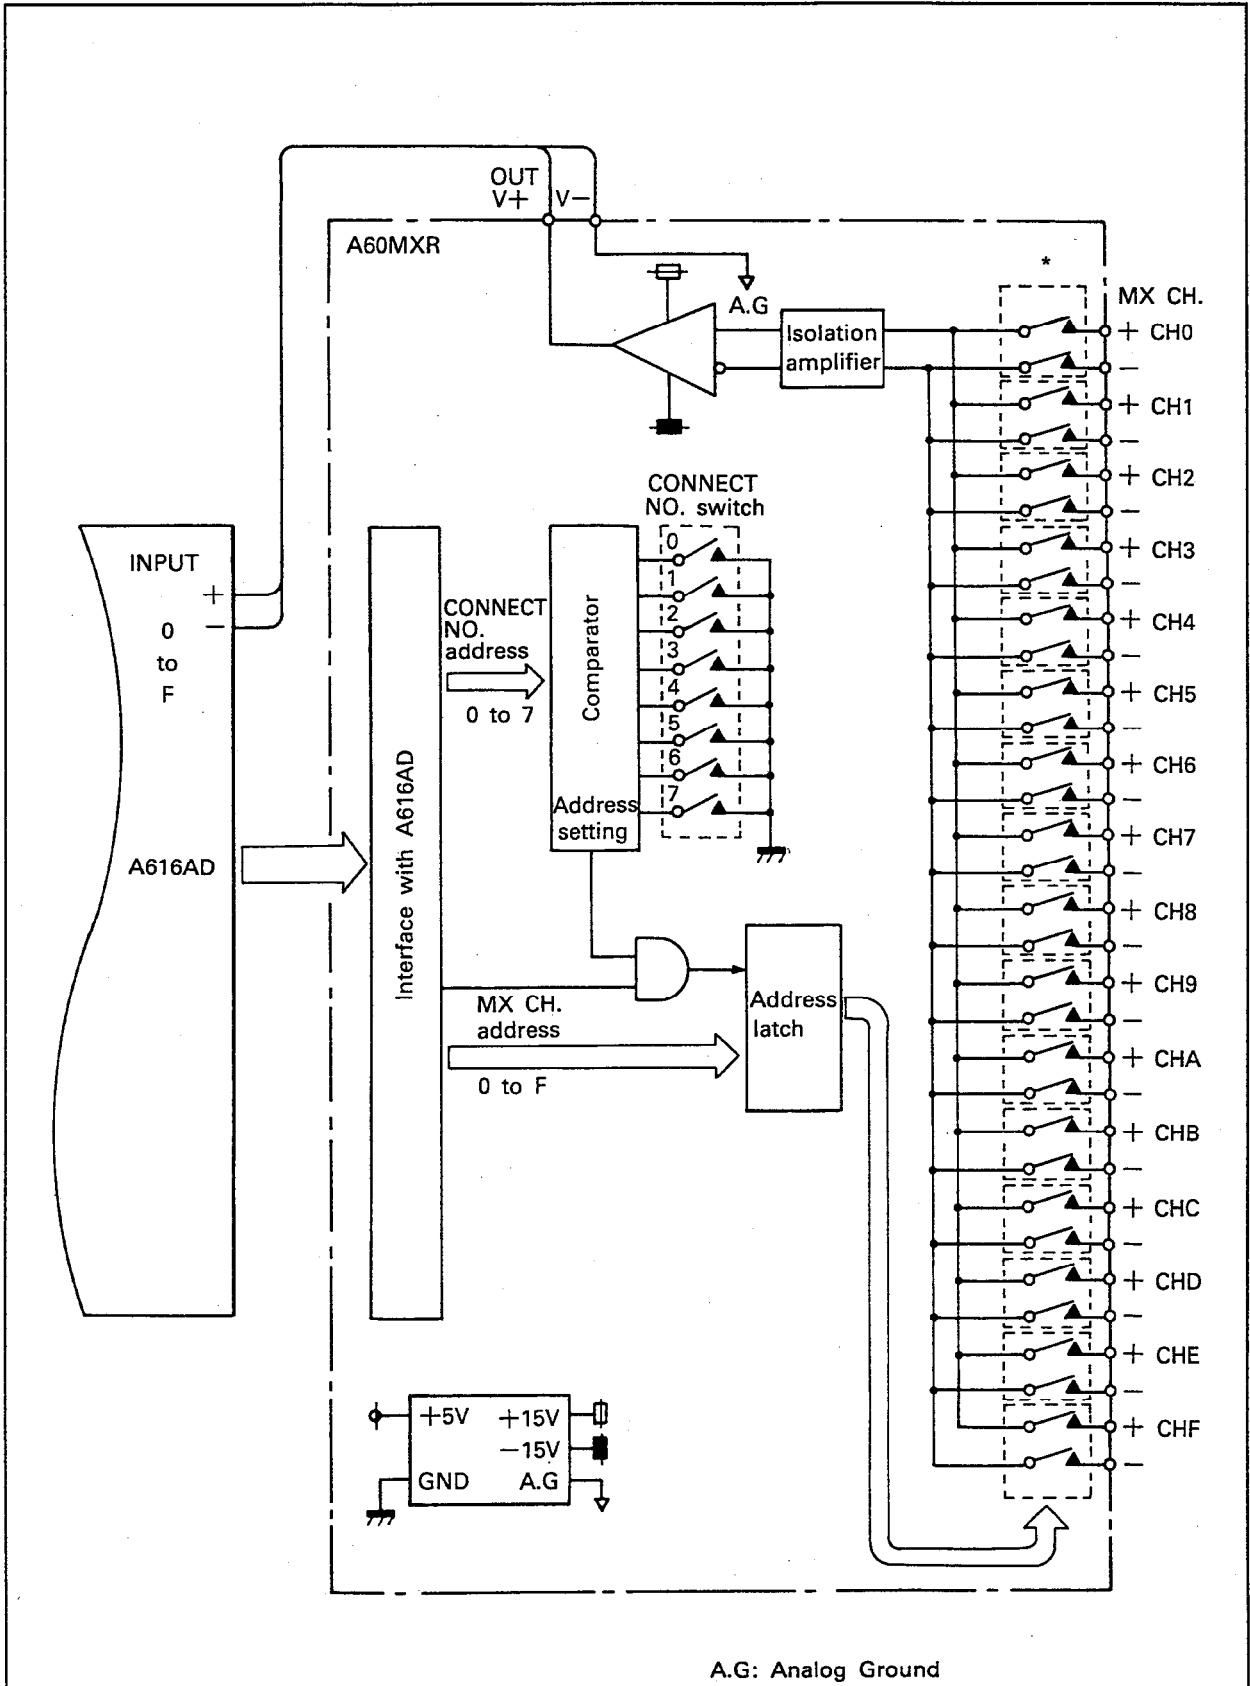 OUT
V+ V−
A60MXR
*
MX CH.
A.G
Isolation
amplifier
+ CH0
−
+ CH1
−
+ CH2
−
+ CH3
−
+ CH4
−
+ CH5
−
+ CH6
−
+ CH7
−
+ CH8
−
+ CH9
−
+ CHA
−
+ CHB
−
+ CHC
−
+ CHD
−
+ CHE
−
+ CHF
−
CONNECT
NO. switch
0
1
2
3
4
5
6
7
INPUT
+
0 −
to
F
A616AD
Interface with A616AD
CONNECT
NO.
address
0 to 7
Comparator
Address
setting
MX CH.
address
0 to F
Address
latch
+5V +15V
−15V
GND A.G
A.G: Analog Ground